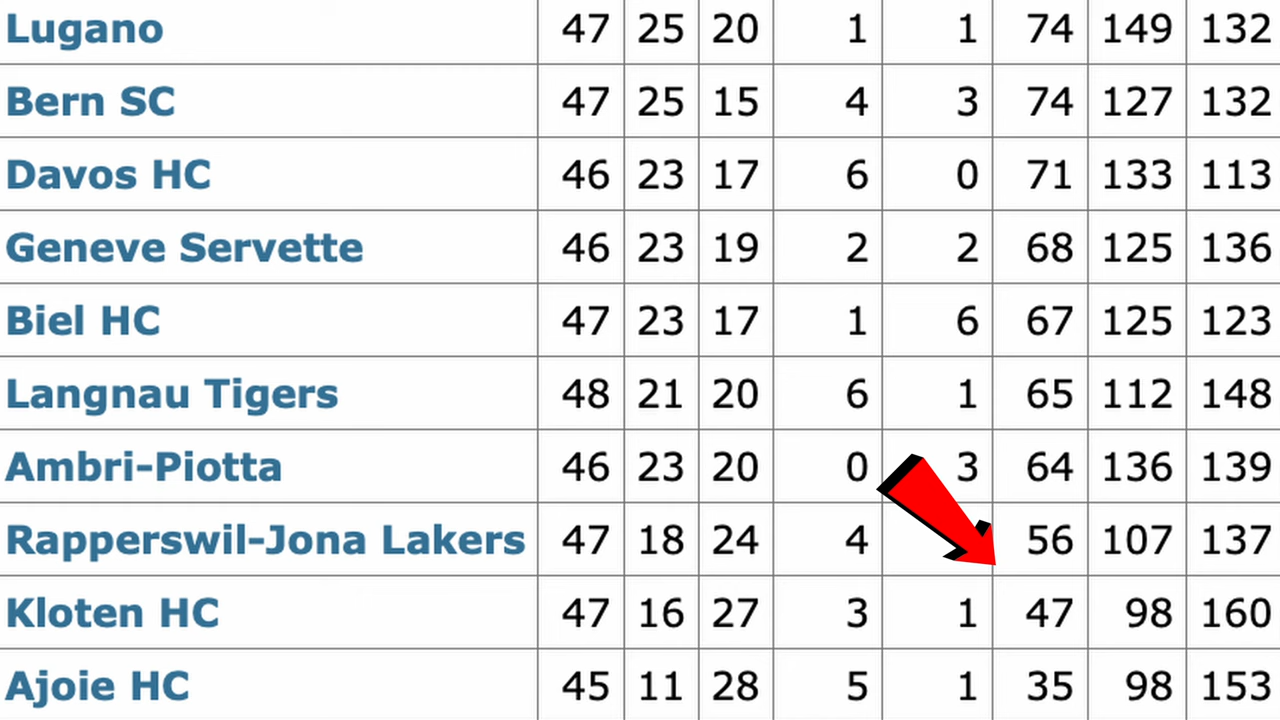 Lugano 47 25 20 1 1 74 149 132
Bern SC 47 25 15 4 3 74 127 132
Davos HC 46 23 17 6 0 71 133 113
Geneve Servette 46 23 19 2 2 68 125 136
Biel HC 47 23 17 1 6 67 125 123
Langnau Tigers 48 21 20 6 1 65 112 148
Ambri-Piotta 46 23 20 0 3 64 136 139
Rapperswil-Jona Lakers 47 18 24 4 56 107 137
Kloten HC 47 16 27 3 1 47 98 160
Ajoie HC 45 11 28 5 1 35 98 153